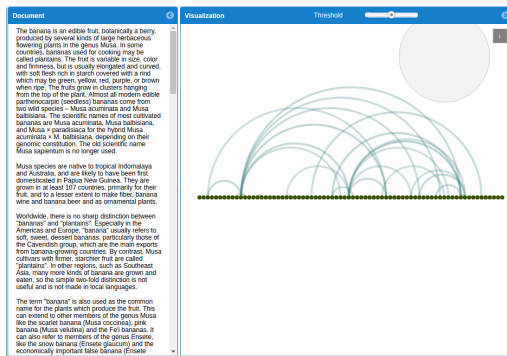 Document
Visualization
Threshold
i
The banana is an edible fruit, botanically a berry,
produced by several kinds of large herbaceous
flowering plants in the genus Musa. In some
countries, bananas used for cooking may be
called plantains. The fruit is variable in size, color
and firmness, but is usually elongated and curved,
with soft flesh rich in starch covered with a rind
which may be green, yellow, red, purple, or brown
when ripe. The fruits grow in clusters hanging
from the top of the plant. Almost all modern edible
parthenocarpic (seedless) bananas come from
two wild species – Musa acuminata and Musa
balbisiana. The scientific names of most cultivated
bananas are Musa acuminata, Musa balbisiana,
and Musa × paradisiaca for the hybrid Musa
acuminata × M. balbisiana, depending on their
genomic constitution. The old scientific name
Musa sapientum is no longer used.
Musa species are native to tropical Indomalaya
and Australia, and are likely to have been first
domesticated in Papua New Guinea. They are
grown in at least 107 countries, primarily for their
fruit, and to a lesser extent to make fiber, banana
wine and banana beer and as ornamental plants.
Worldwide, there is no sharp distinction between
"bananas" and "plantains". Especially in the
Americas and Europe, "banana" usually refers to
soft, sweet, dessert bananas, particularly those of
the Cavendish group, which are the main exports
from banana-growing countries. By contrast, Musa
cultivars with firmer, starchier fruit are called
"plantains". In other regions, such as Southeast
Asia, many more kinds of banana are grown and
eaten, so the simple two-fold distinction is not
useful and is not made in local languages.
The term "banana" is also used as the common
name for the plants which produce the fruit. This
can extend to other members of the genus Musa
like the scarlet banana (Musa coccinea), pink
banana (Musa velutina) and the Fe'i bananas. It
can also refer to members of the genus Ensete,
like the snow banana (Ensete glaucum) and the
economically important false banana (Ensete